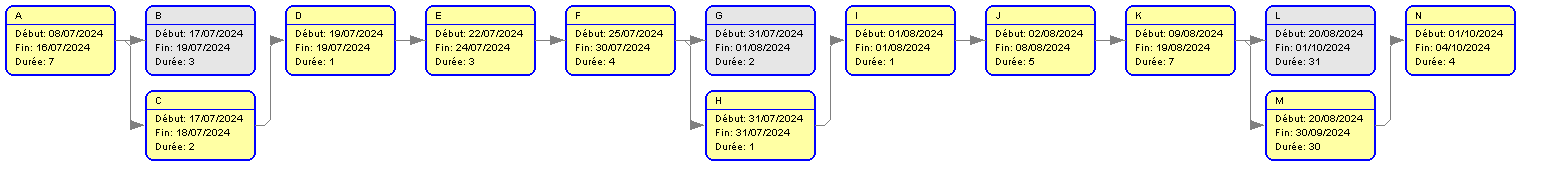 A
Début: 08/07/2024
Fin: 16/07/2024
Durée: 7
B
Début: 17/07/2024
Fin: 19/07/2024
Durée: 3
C
Début: 17/07/2024
Fin: 18/07/2024
Durée: 2
D
Début: 19/07/2024
Fin: 19/07/2024
Durée: 1
E
Début: 22/07/2024
Fin: 24/07/2024
Durée: 3
F
Début: 25/07/2024
Fin: 30/07/2024
Durée: 4
G
Début: 31/07/2024
Fin: 01/08/2024
Durée: 2
H
Début: 31/07/2024
Fin: 31/07/2024
Durée: 1
I
Début: 01/08/2024
Fin: 01/08/2024
Durée: 1
J
Début: 02/08/2024
Fin: 08/08/2024
Durée: 5
K
Début: 09/08/2024
Fin: 19/08/2024
Durée: 7
L
Début: 20/08/2024
Fin: 01/10/2024
Durée: 31
M
Début: 20/08/2024
Fin: 30/09/2024
Durée: 30
N
Début: 01/10/2024
Fin: 04/10/2024
Durée: 4